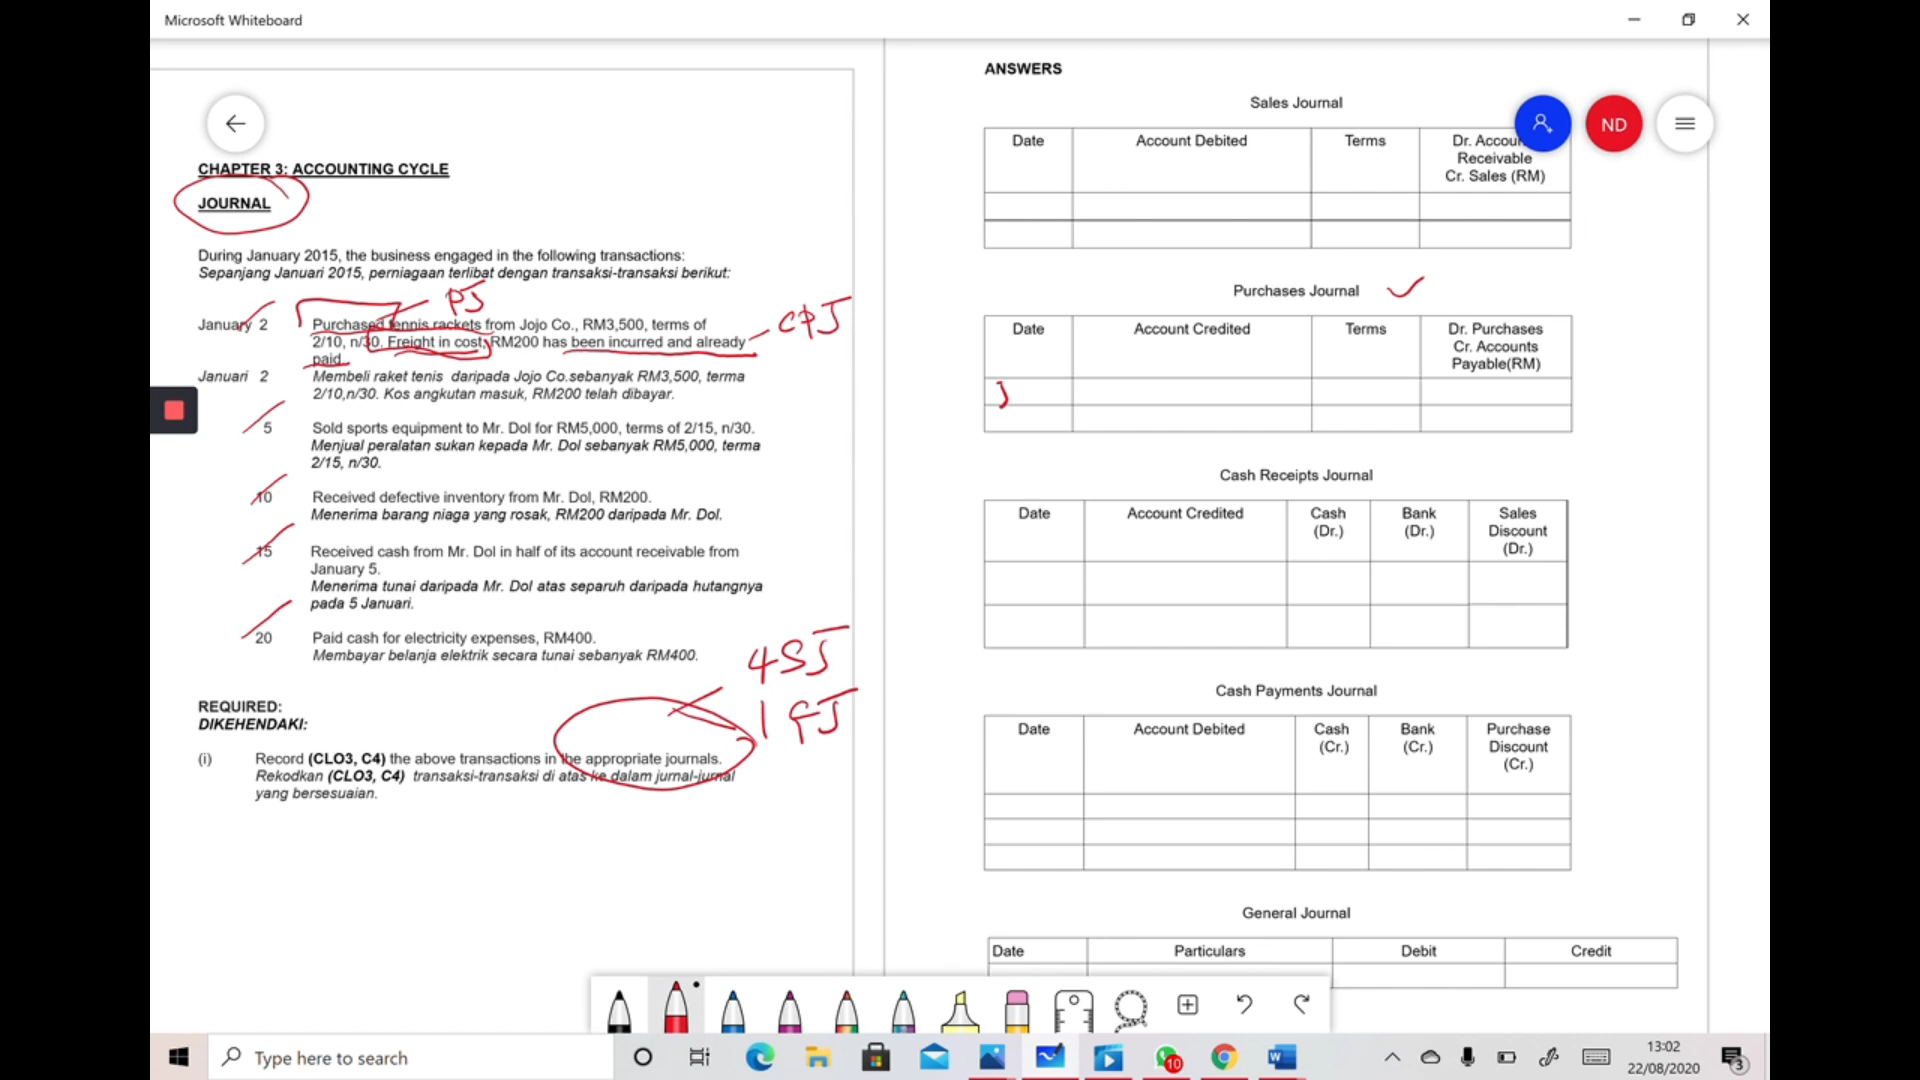 Microsoft Whiteboard
CHAPTER 3: ACCOUNTING CYCLE
JOURNAL
During January 2015, the business engaged in the following transactions:
Sepanjang Januari 2015, perniagaan terlibat dengan transaksi-transaksi berikut:
PJ
CPJ
January 2 Purchased tennis rackets from Jojo Co., RM3,500, terms of
2/10, n/30. Freight in cost, RM200 has been incurred and already
paid.
Januari 2 Membeli raket tenis daripada Jojo Co.sebanyak RM3,500, terma
2/10,n/30. Kos angkutan masuk, RM200 telah dibayar.
5 Sold sports equipment to Mr. Dol for RM5,000, terms of 2/15, n/30.
Menjual peralatan sukan kepada Mr. Dol sebanyak RM5,000, terma
2/15, n/30.
10 Received defective inventory from Mr. Dol, RM200.
Menerima barang niaga yang rosak, RM200 daripada Mr. Dol.
15 Received cash from Mr. Dol in half of its account receivable from
January 5.
Menerima tunai daripada Mr. Dol atas separuh daripada hutangnya
pada 5 Januari.
20 Paid cash for electricity expenses, RM400.
Membayar belanja elektrik secara tunai sebanyak RM400.
4SJ
1 GJ
REQUIRED:
DIKEHENDAKI:
(i) Record (CLO3, C4) the above transactions in the appropriate journals.
Rekodkan (CLO3, C4) transaksi-transaksi di atas ke dalam jurnal-jurnal
yang bersesuaian.
ANSWERS
Sales Journal
ND
Date Account Debited Terms Dr. Accoun
Receivable
Cr. Sales (RM)
Purchases Journal
Date Account Credited Terms Dr. Purchases
Cr. Accounts
Payable(RM)
Cash Receipts Journal
Date Account Credited Cash (Dr.) Bank (Dr.) Sales Discount (Dr.)
Cash Payments Journal
Date Account Debited Cash (Cr.) Bank (Cr.) Purchase Discount (Cr.)
General Journal
Date Particulars Debit Credit
Type here to search
10
13:02
22/08/2020
3